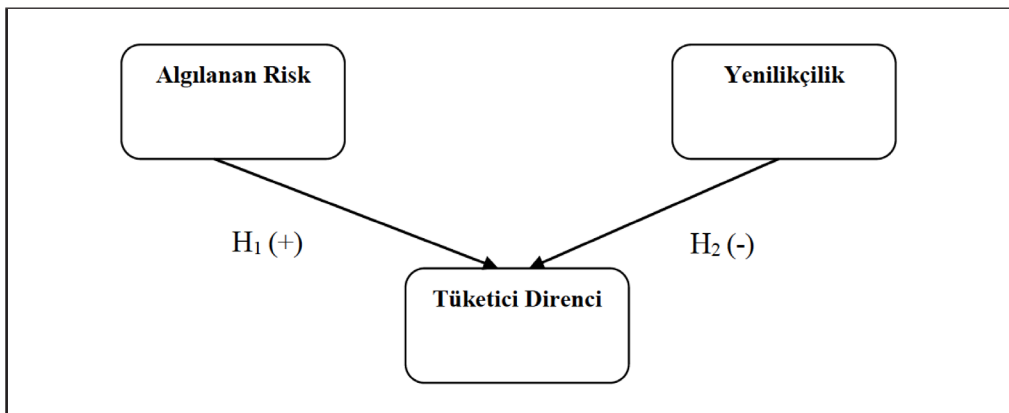 Algılanan Risk
Yenilikçilik
H₁ (+)
H₂ (-)
Tüketici Direnci